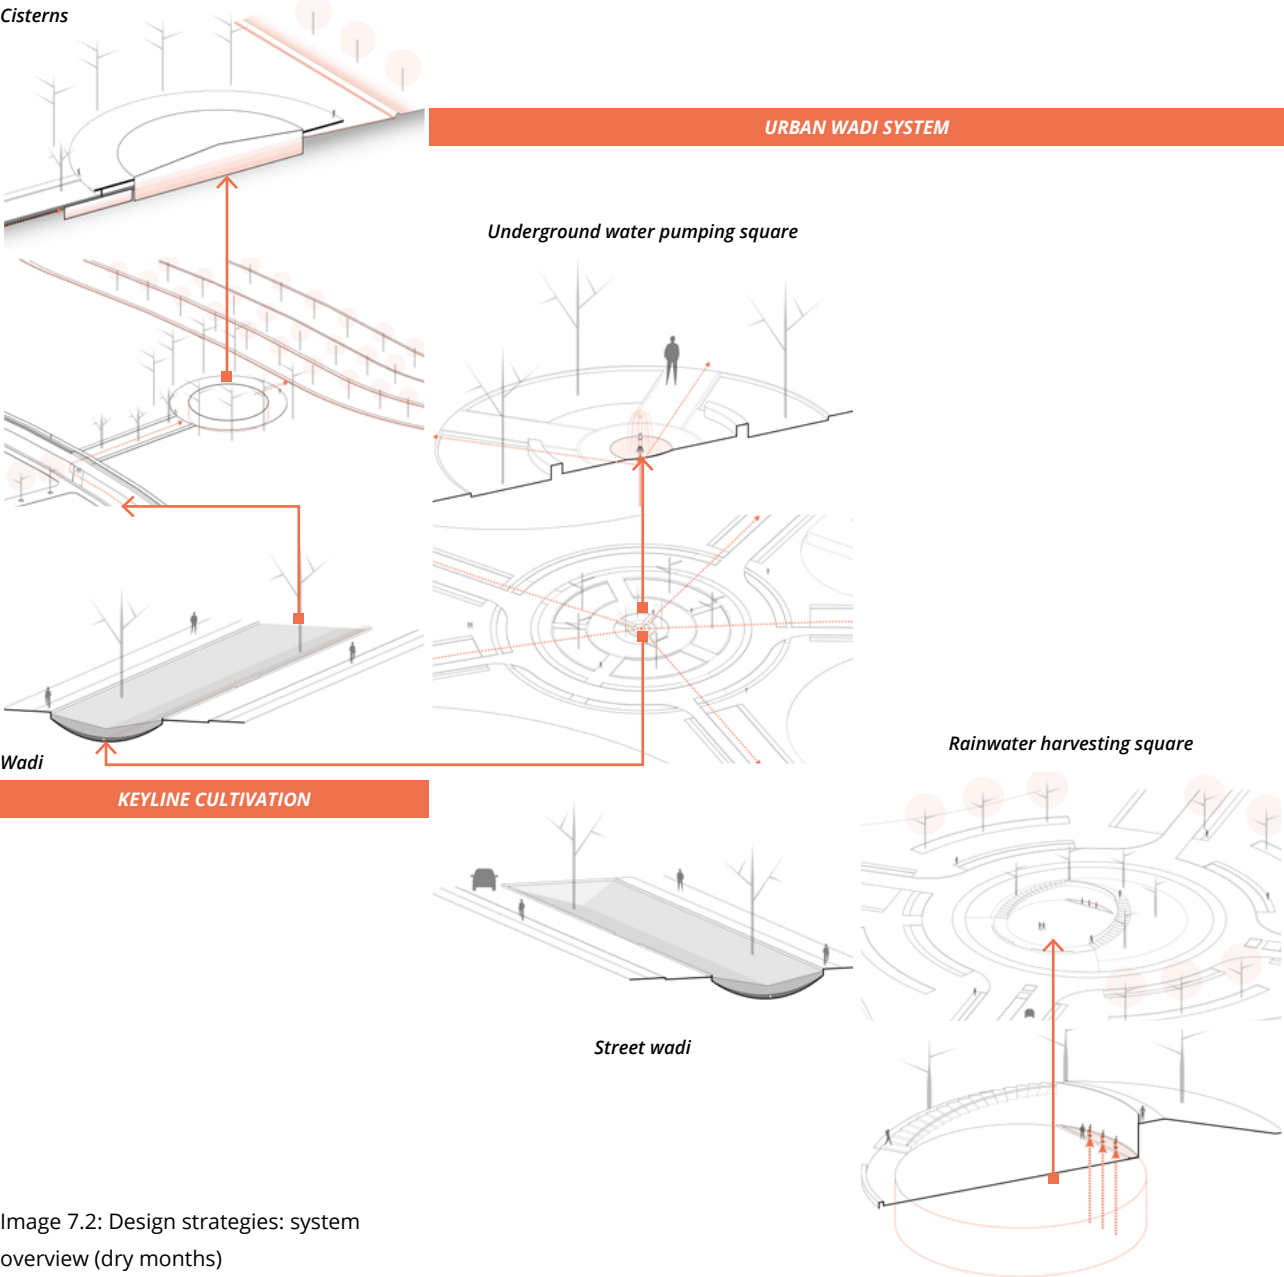 Cisterns
URBAN WADI SYSTEM
Underground water pumping square
Rainwater harvesting square
Wadi
KEYLINE CULTIVATION
Street wadi
Image 7.2: Design strategies: system
overview (dry months)